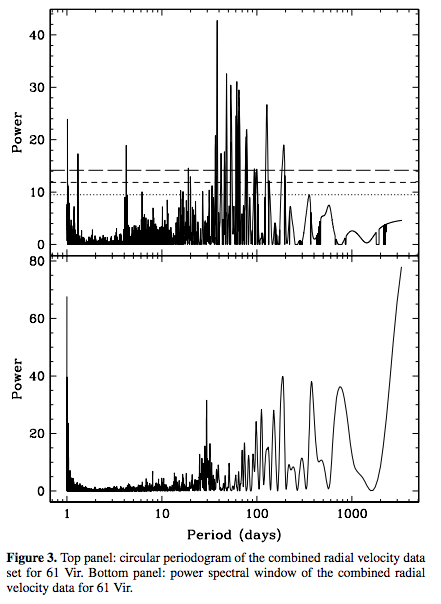 40
30
20
10
0
Power
80
60
40
20
0
Power
1
10
100
1000
Period (days)
Figure 3. Top panel: circular periodogram of the combined radial velocity data
set for 61 Vir. Bottom panel: power spectral window of the combined radial
velocity data for 61 Vir.